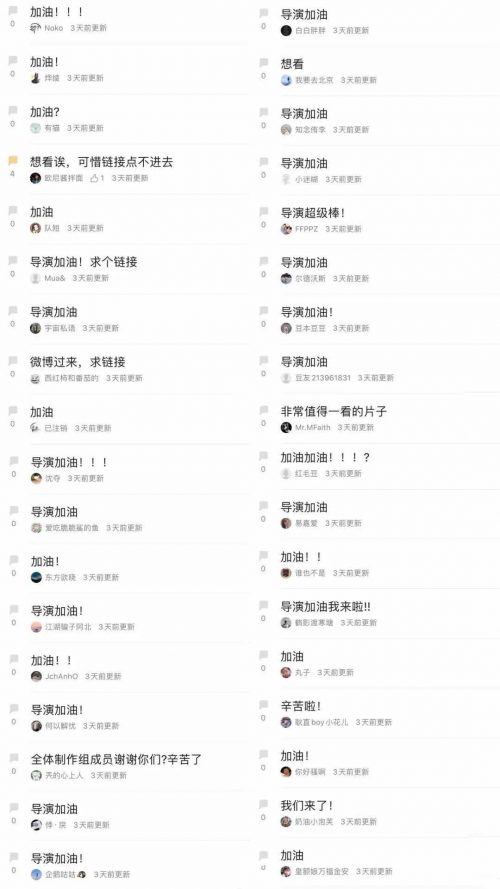 加油！！！
0
Noko 3天前更新
加油！
0
烨绫 3天前更新
加油？
0
有猫 3天前更新
想看诶，可惜链接点不进去
4
欧尼酱拌面 1 3天前更新
加油
0
队短 3天前更新
导演加油！求个链接
0
Mua& 3天前更新
导演加油
0
宇宙私语 3天前更新
微博过来，求链接
0
西红柿和番茄的 3天前更新
加油
0
已注销 3天前更新
导演加油！！！
0
沈夺 3天前更新
导演加油
0
爱吃脆脆鲨的鱼 3天前更新
加油！
0
东方欲晓 3天前更新
导演加油！
0
江湖骗子阿北 3天前更新
加油！！
0
JchAnhO 3天前更新
导演加油！
0
何以解忧 3天前更新
全体制作组成员谢谢你们?辛苦了
0
兲的心上人 3天前更新
导演加油
0
3天前更新
导演加油！
0
企鹅咕咕 3天前更新
导演加油
0
白白胖胖 3天前更新
想看
0
我要去北京 3天前更新
导演加油
0
知念侑李 3天前更新
导演加油
0
小迷糊 3天前更新
导演超级棒！
0
FFPPZ 3天前更新
导演加油
0
尔德沃斯 3天前更新
导演加油！
0
豆本豆豆 3天前更新
导演加油
0
豆友213961831 3天前更新
非常值得一看的片子
0
Mr.MFaith 3天前更新
加油加油！！！？
0
红毛豆 3天前更新
导演加油
0
易嘉爱 3天前更新
加油！！
0
谁也不是 3天前更新
导演加油我来啦!!
0
鹤影渡寒塘 3天前更新
加油
0
丸子 3天前更新
辛苦啦！
0
耿直boy小花儿 3天前更新
加油！
0
你好骚啊 3天前更新
我们来了！
0
奶油小泡芙 3天前更新
加油
皇额娘万福金安 3天前更新